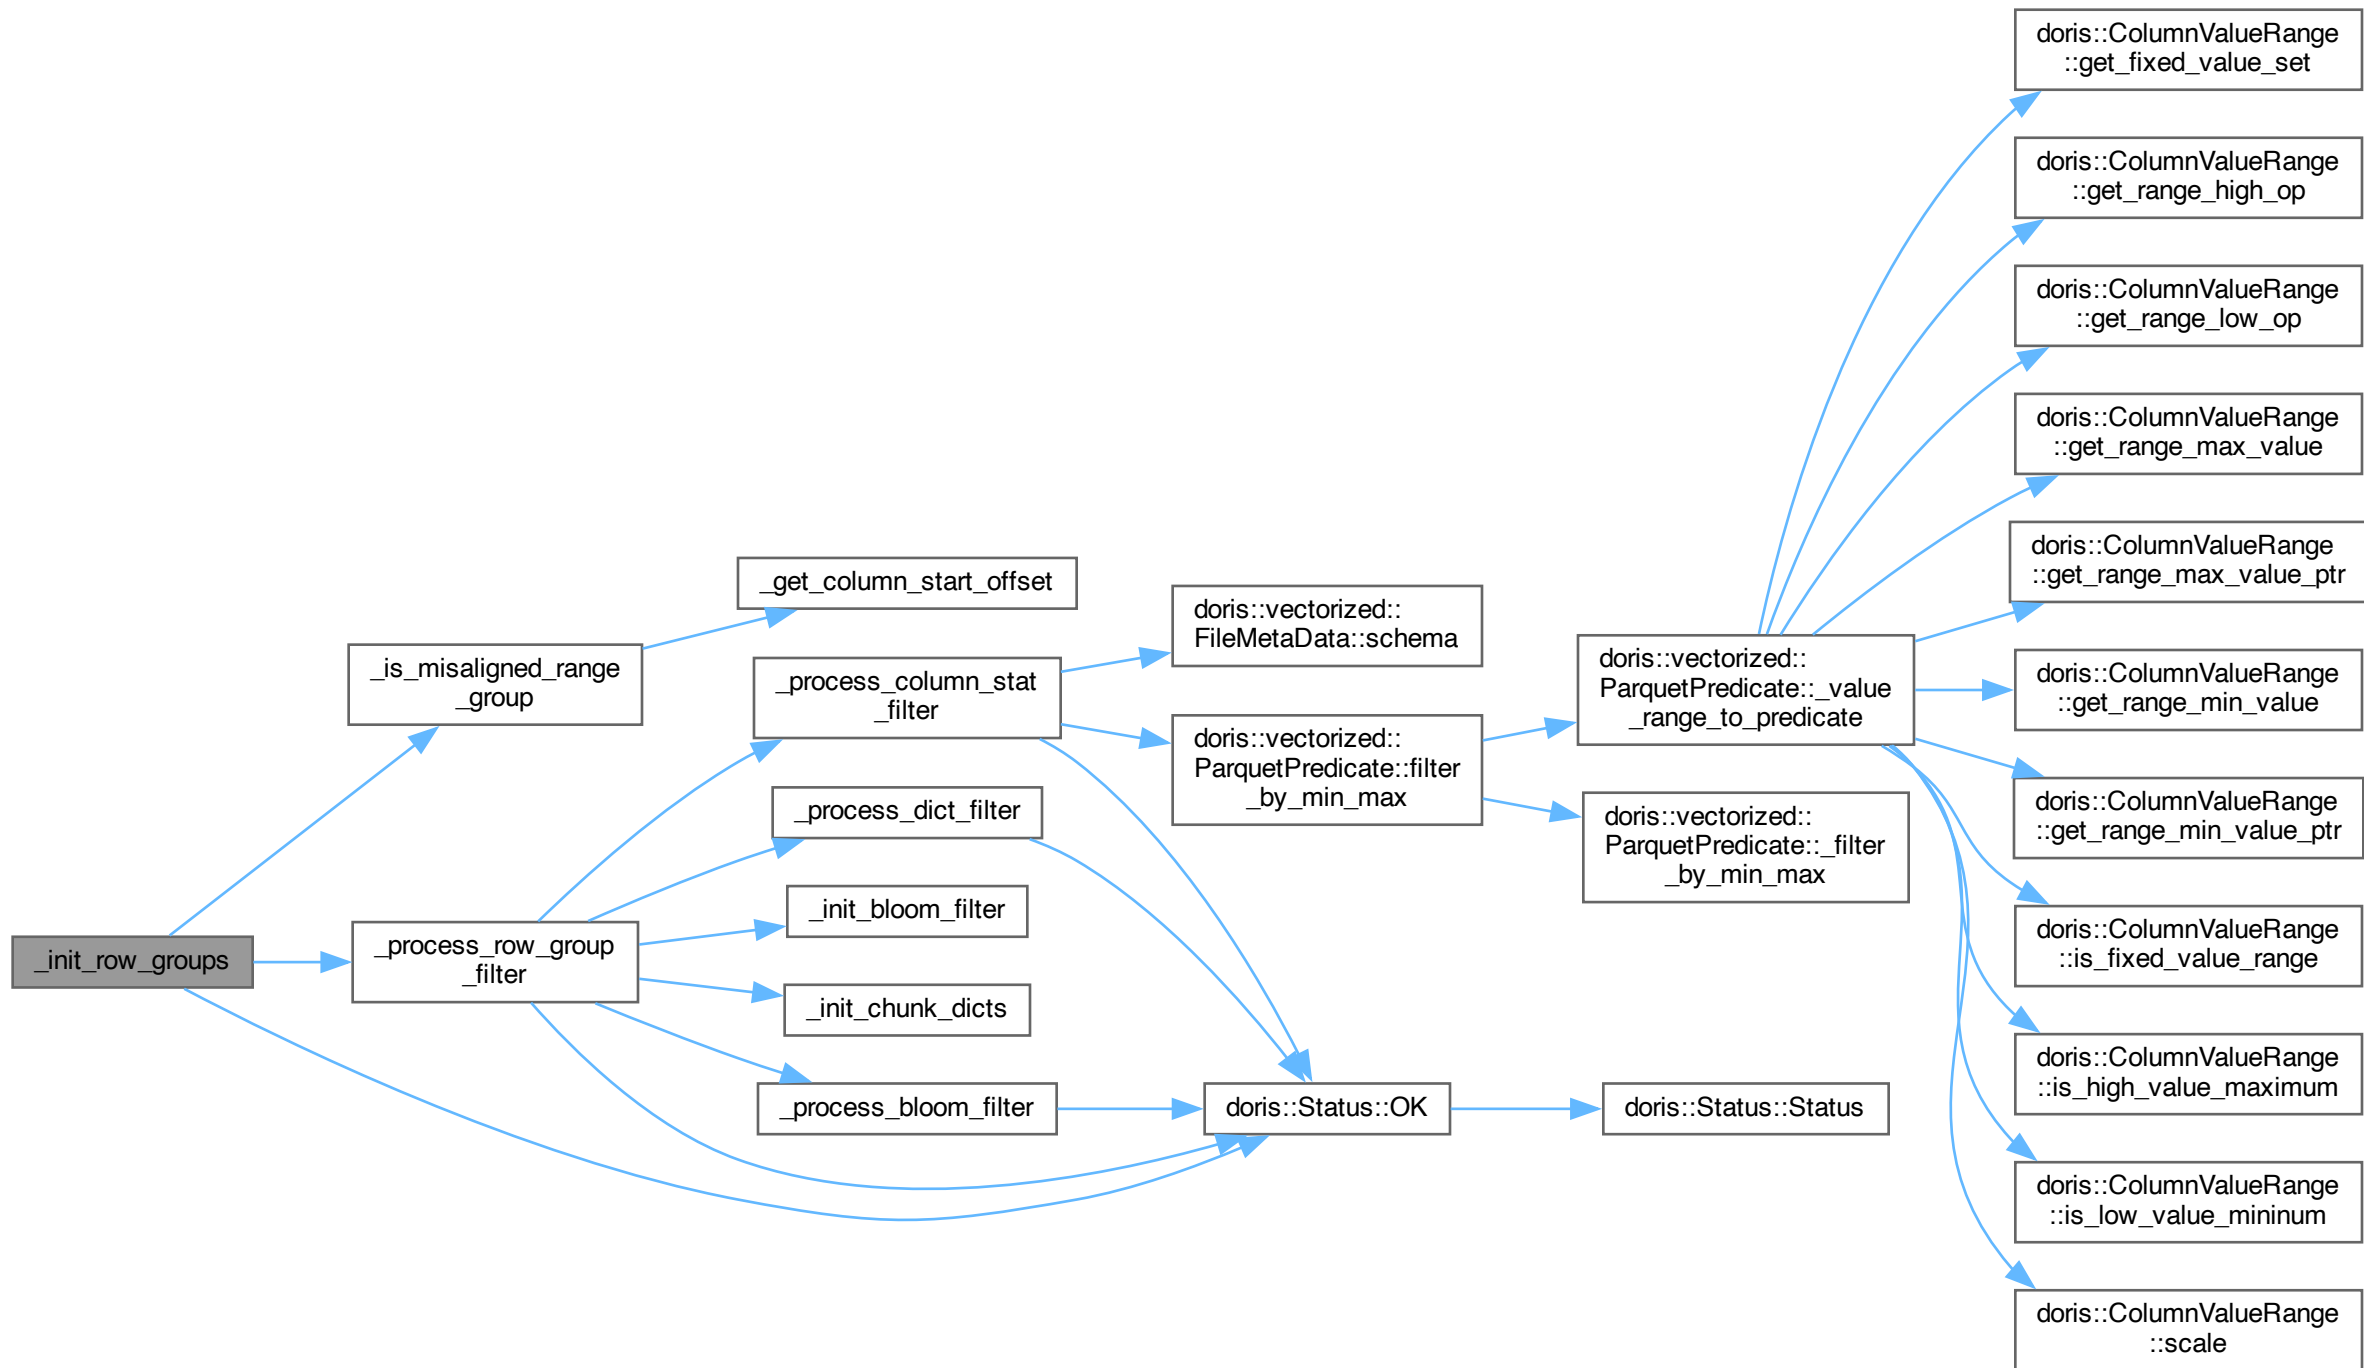 _init_row_groups
_is_misaligned_range
_group
_process_row_group
_filter
_get_column_start_offset
_process_column_stat
_filter
_process_dict_filter
_init_bloom_filter
_init_chunk_dicts
_process_bloom_filter
doris::vectorized::
FileMetaData::schema
doris::vectorized::
ParquetPredicate::filter
_by_min_max
doris::Status::OK
doris::vectorized::
ParquetPredicate::_value
_range_to_predicate
doris::vectorized::
ParquetPredicate::_filter
_by_min_max
doris::Status::Status
doris::ColumnValueRange
::get_fixed_value_set
doris::ColumnValueRange
::get_range_high_op
doris::ColumnValueRange
::get_range_low_op
doris::ColumnValueRange
::get_range_max_value
doris::ColumnValueRange
::get_range_max_value_ptr
doris::ColumnValueRange
::get_range_min_value
doris::ColumnValueRange
::get_range_min_value_ptr
doris::ColumnValueRange
::is_fixed_value_range
doris::ColumnValueRange
::is_high_value_maximum
doris::ColumnValueRange
::is_low_value_mininum
doris::ColumnValueRange
::scale